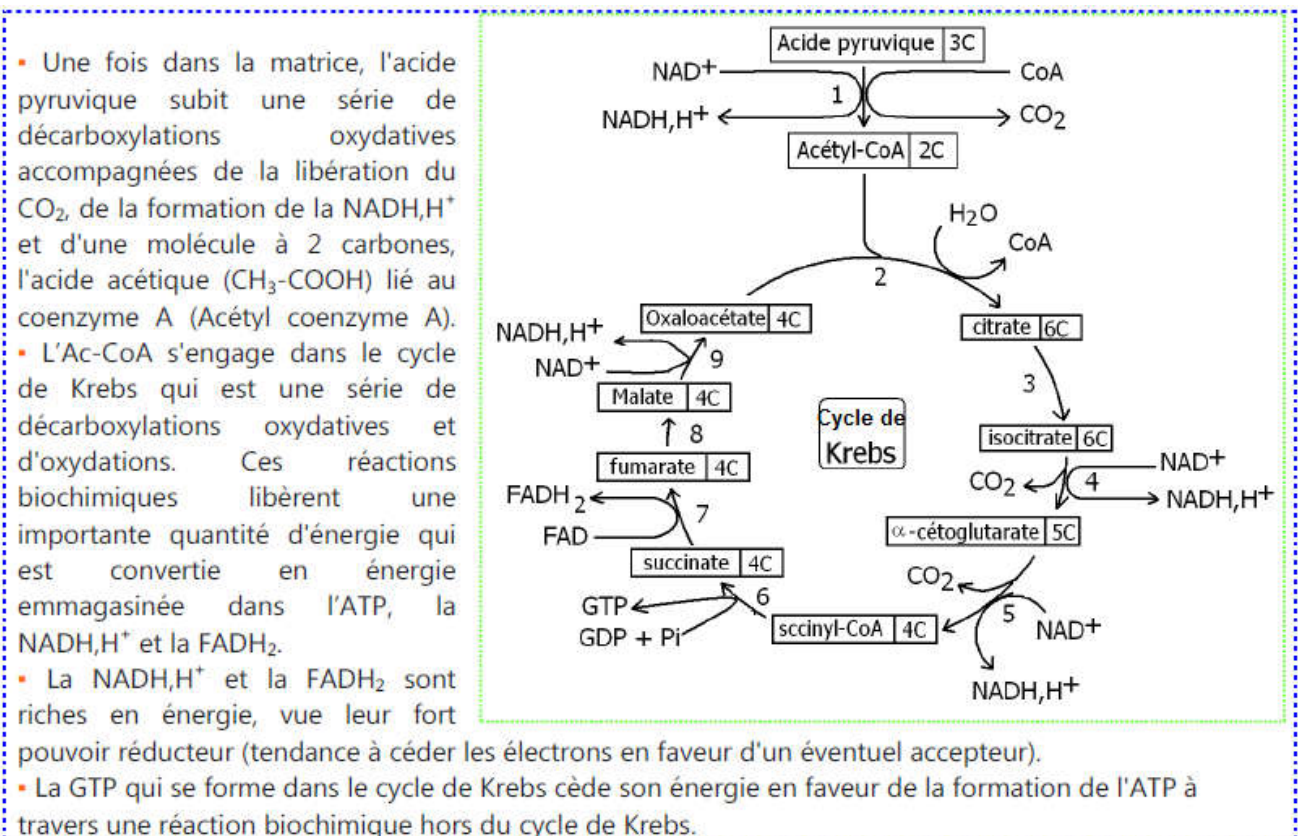 ▪ Une fois dans la matrice, l'acide
pyruvique subit une série de
décarboxylations oxydatives
accompagnées de la libération du
CO₂, de la formation de la NADH,H⁺
et d'une molécule à 2 carbones,
l'acide acétique (CH₃-COOH) lié au
coenzyme A (Acétyl coenzyme A).
▪ L'Ac-CoA s'engage dans le cycle
de Krebs qui est une série de
décarboxylations oxydatives et
d'oxydations. Ces réactions
biochimiques libèrent une
importante quantité d'énergie qui
est convertie en énergie
emmagasinée dans l'ATP, la
NADH,H⁺ et la FADH₂.
▪ La NADH,H⁺ et la FADH₂ sont
riches en énergie, vue leur fort
pouvoir réducteur (tendance à céder les électrons en faveur d'un éventuel accepteur).
▪ La GTP qui se forme dans le cycle de Krebs cède son énergie en faveur de la formation de l'ATP à
travers une réaction biochimique hors du cycle de Krebs.
Acide pyruvique 3C
NAD+ CoA
1
NADH,H+ CO2
Acétyl-CoA 2C
H2O
CoA
2
Oxaloacétate 4C
citrate 6C
NADH,H+
NAD+
9
3
Malate 4C
Cycle de
Krebs
8
isocitrate 6C
fumarate 4C
NAD+
CO2 4
NADH,H+
FADH2
7
FAD
α-cétoglutarate 5C
succinate 4C
CO2
6
GTP
GDP + Pi
sccinyl-CoA 4C
5
NAD+
NADH,H+